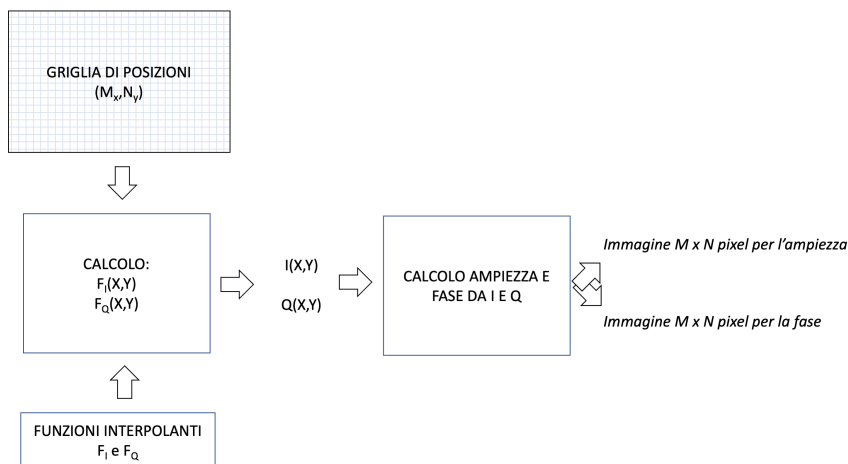 GRIGLIA DI POSIZIONI
(Mx,Ny)
CALCOLO:
FI(X,Y)
FQ(X,Y)
I(X,Y)
Q(X,Y)
CALCOLO AMPIEZZA E
FASE DA I E Q
Immagine M x N pixel per l’ampiezza
Immagine M x N pixel per la fase
FUNZIONI INTERPOLANTI
FI e FQ